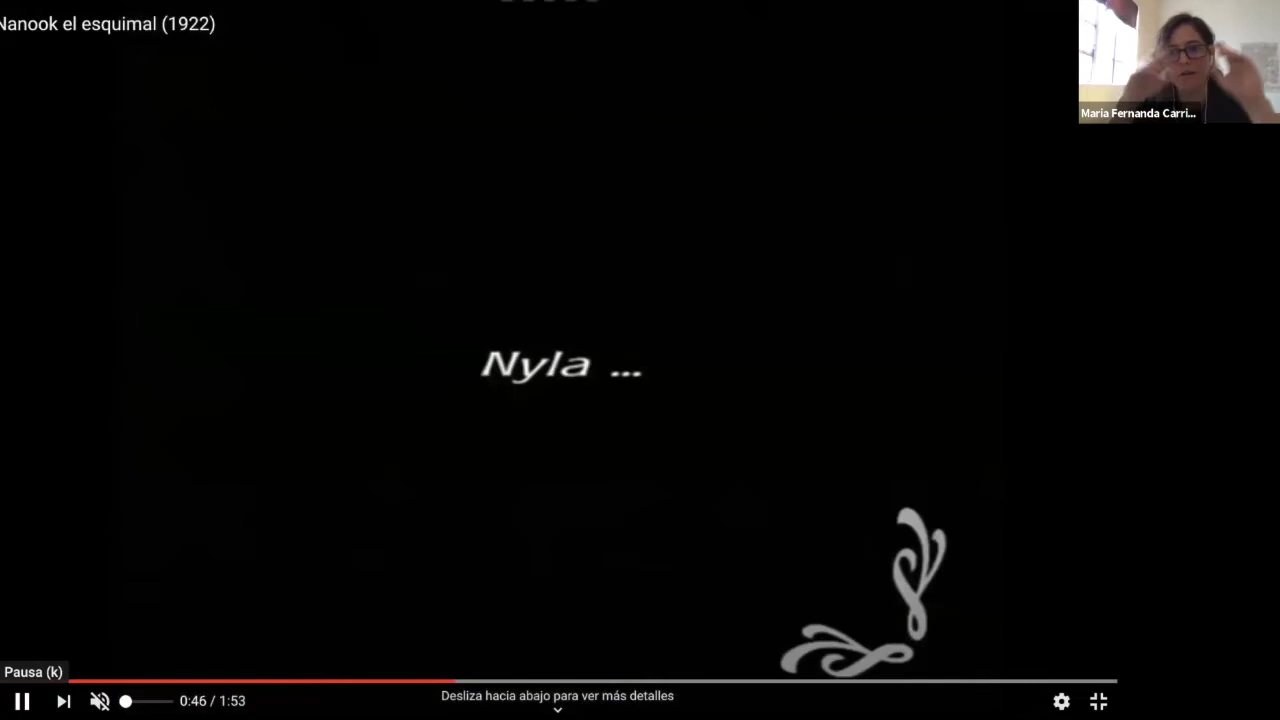 Nanook el esquimal (1922)
Maria Fernanda Carri...
Nyla ...
Pausa (k)
0:46 / 1:53
Desliza hacia abajo para ver más detalles